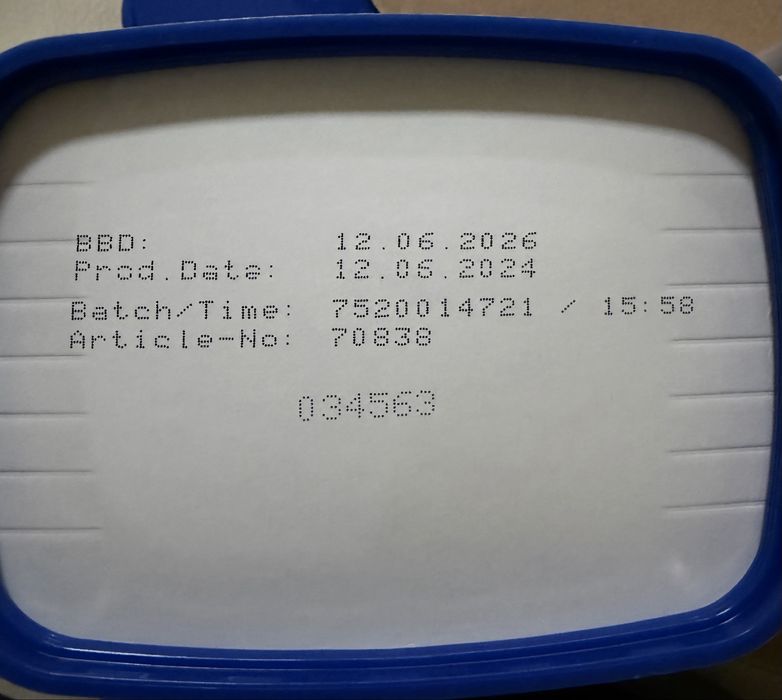 BBD: 12.06.2026
Prod.Date: 12.06.2024
Batch/Time: 7520014721 / 15:58
Article-No: 70838
034563